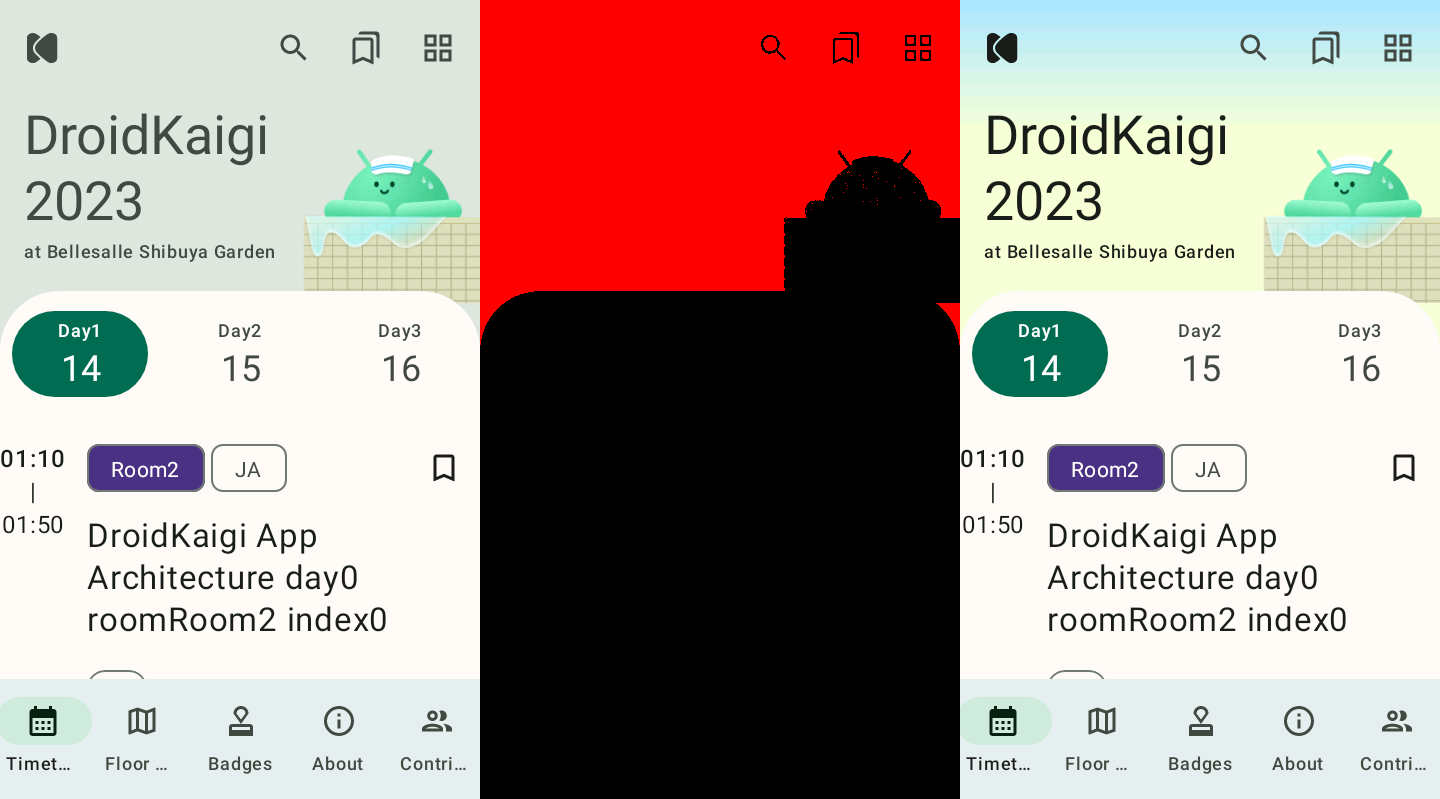 DroidKaigi
2023
at Bellesalle Shibuya Garden
Day1
14
Day2
15
Day3
16
01:10
|
01:50
Room2
JA
DroidKaigi App
Architecture day0
roomRoom2 index0
Timet…
Floor …
Badges
About
Contri…
DroidKaigi
2023
at Bellesalle Shibuya Garden
Day1
14
Day2
15
Day3
16
01:10
|
01:50
Room2
JA
DroidKaigi App
Architecture day0
roomRoom2 index0
Timet…
Floor …
Badges
About
Contri…